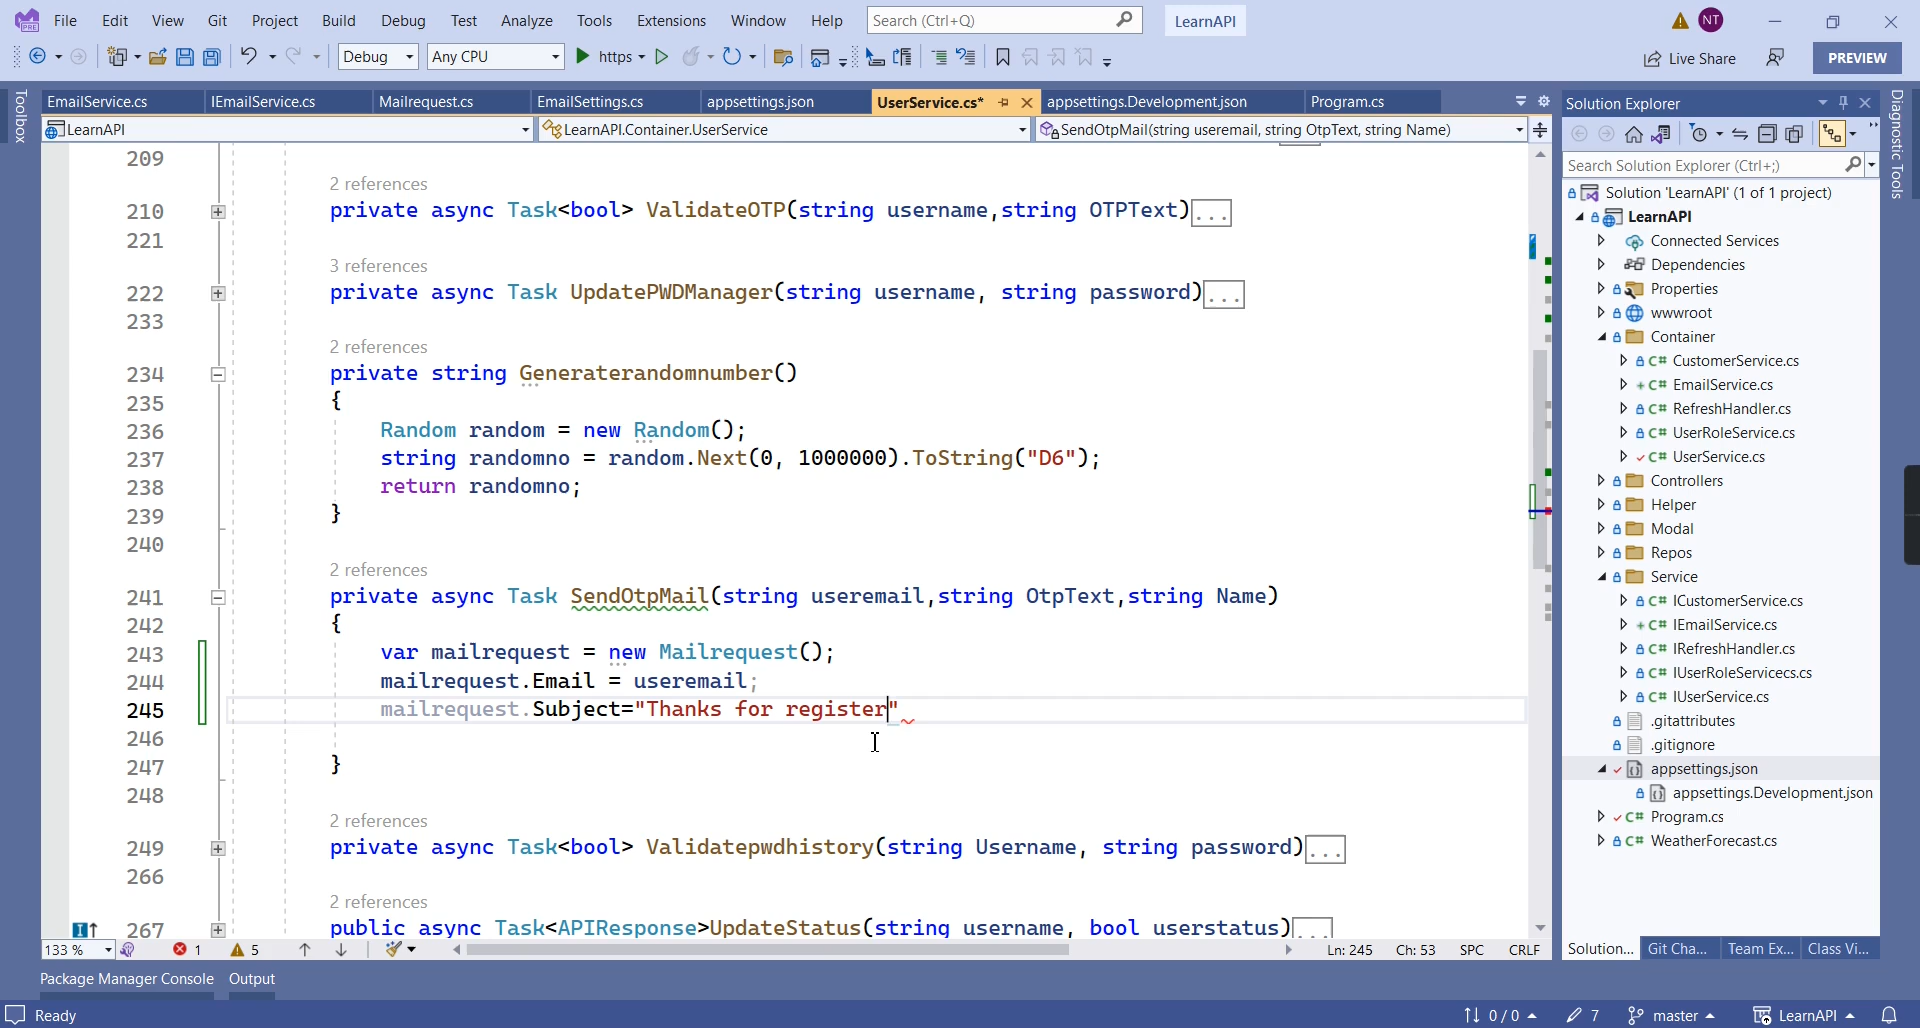 File Edit View Git Project Build Debug Test Analyze Tools Extensions Window Help Search (Ctrl+Q) LearnAPI NT
Debug Any CPU https Live Share PREVIEW
Toolbox
EmailService.cs IEmailService.cs Mailrequest.cs EmailSettings.cs appsettings.json UserService.cs* appsettings.Development.json Program.cs
LearnAPI LearnAPI.Container.UserService SendOtpMail(string useremail, string OtpText, string Name)
209
2 references
210 private async Task<bool> ValidateOTP(string username,string OTPText)...
221
3 references
222 private async Task UpdatePWDManager(string username, string password)...
233
2 references
234 private string Generaterandomnumber()
235 {
236 Random random = new Random();
237 string randomno = random.Next(0, 1000000).ToString("D6");
238 return randomno;
239 }
240
2 references
241 private async Task SendOtpMail(string useremail,string OtpText,string Name)
242 {
243 var mailrequest = new Mailrequest();
244 mailrequest.Email = useremail;
245 mailrequest.Subject="Thanks for register"
246
247 }
248
2 references
249 private async Task<bool> Validatepwdhistory(string Username, string password)...
266
2 references
267 public async Task<APIResponse>UpdateStatus(string username, bool userstatus)...
133 % 1 5 Ln: 245 Ch: 53 SPC CRLF
Solution Explorer
Search Solution Explorer (Ctrl+;)
Solution 'LearnAPI' (1 of 1 project)
LearnAPI
Connected Services
Dependencies
Properties
wwwroot
Container
C# CustomerService.cs
C# EmailService.cs
C# RefreshHandler.cs
C# UserRoleService.cs
C# UserService.cs
Controllers
Helper
Modal
Repos
Service
C# ICustomerService.cs
C# IEmailService.cs
C# IRefreshHandler.cs
C# IUserRoleServicecs.cs
C# IUserService.cs
.gitattributes
.gitignore
appsettings.json
appsettings.Development.json
C# Program.cs
C# WeatherForecast.cs
Solution... Git Cha... Team Ex... Class Vi...
Diagnostic Tools
Package Manager Console Output
Ready 0 / 0 7 master LearnAPI